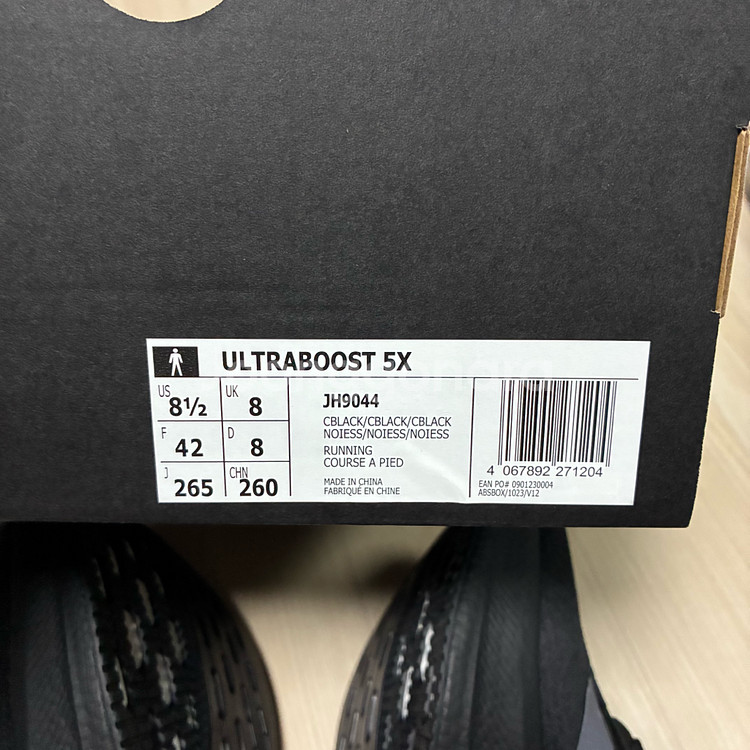 ULTRABOOST 5X
US 8½ UK 8
F 42 D 8
J 265 CHN 260
JH9044
CBLACK/CBLACK/CBLACK
NOIESS/NOIESS/NOIESS
RUNNING
COURSE A PIED
MADE IN CHINA
FABRIQUÉ EN CHINE
4 067892 271204
EAN PO# 0901230004
ABSBOX/1023/V12